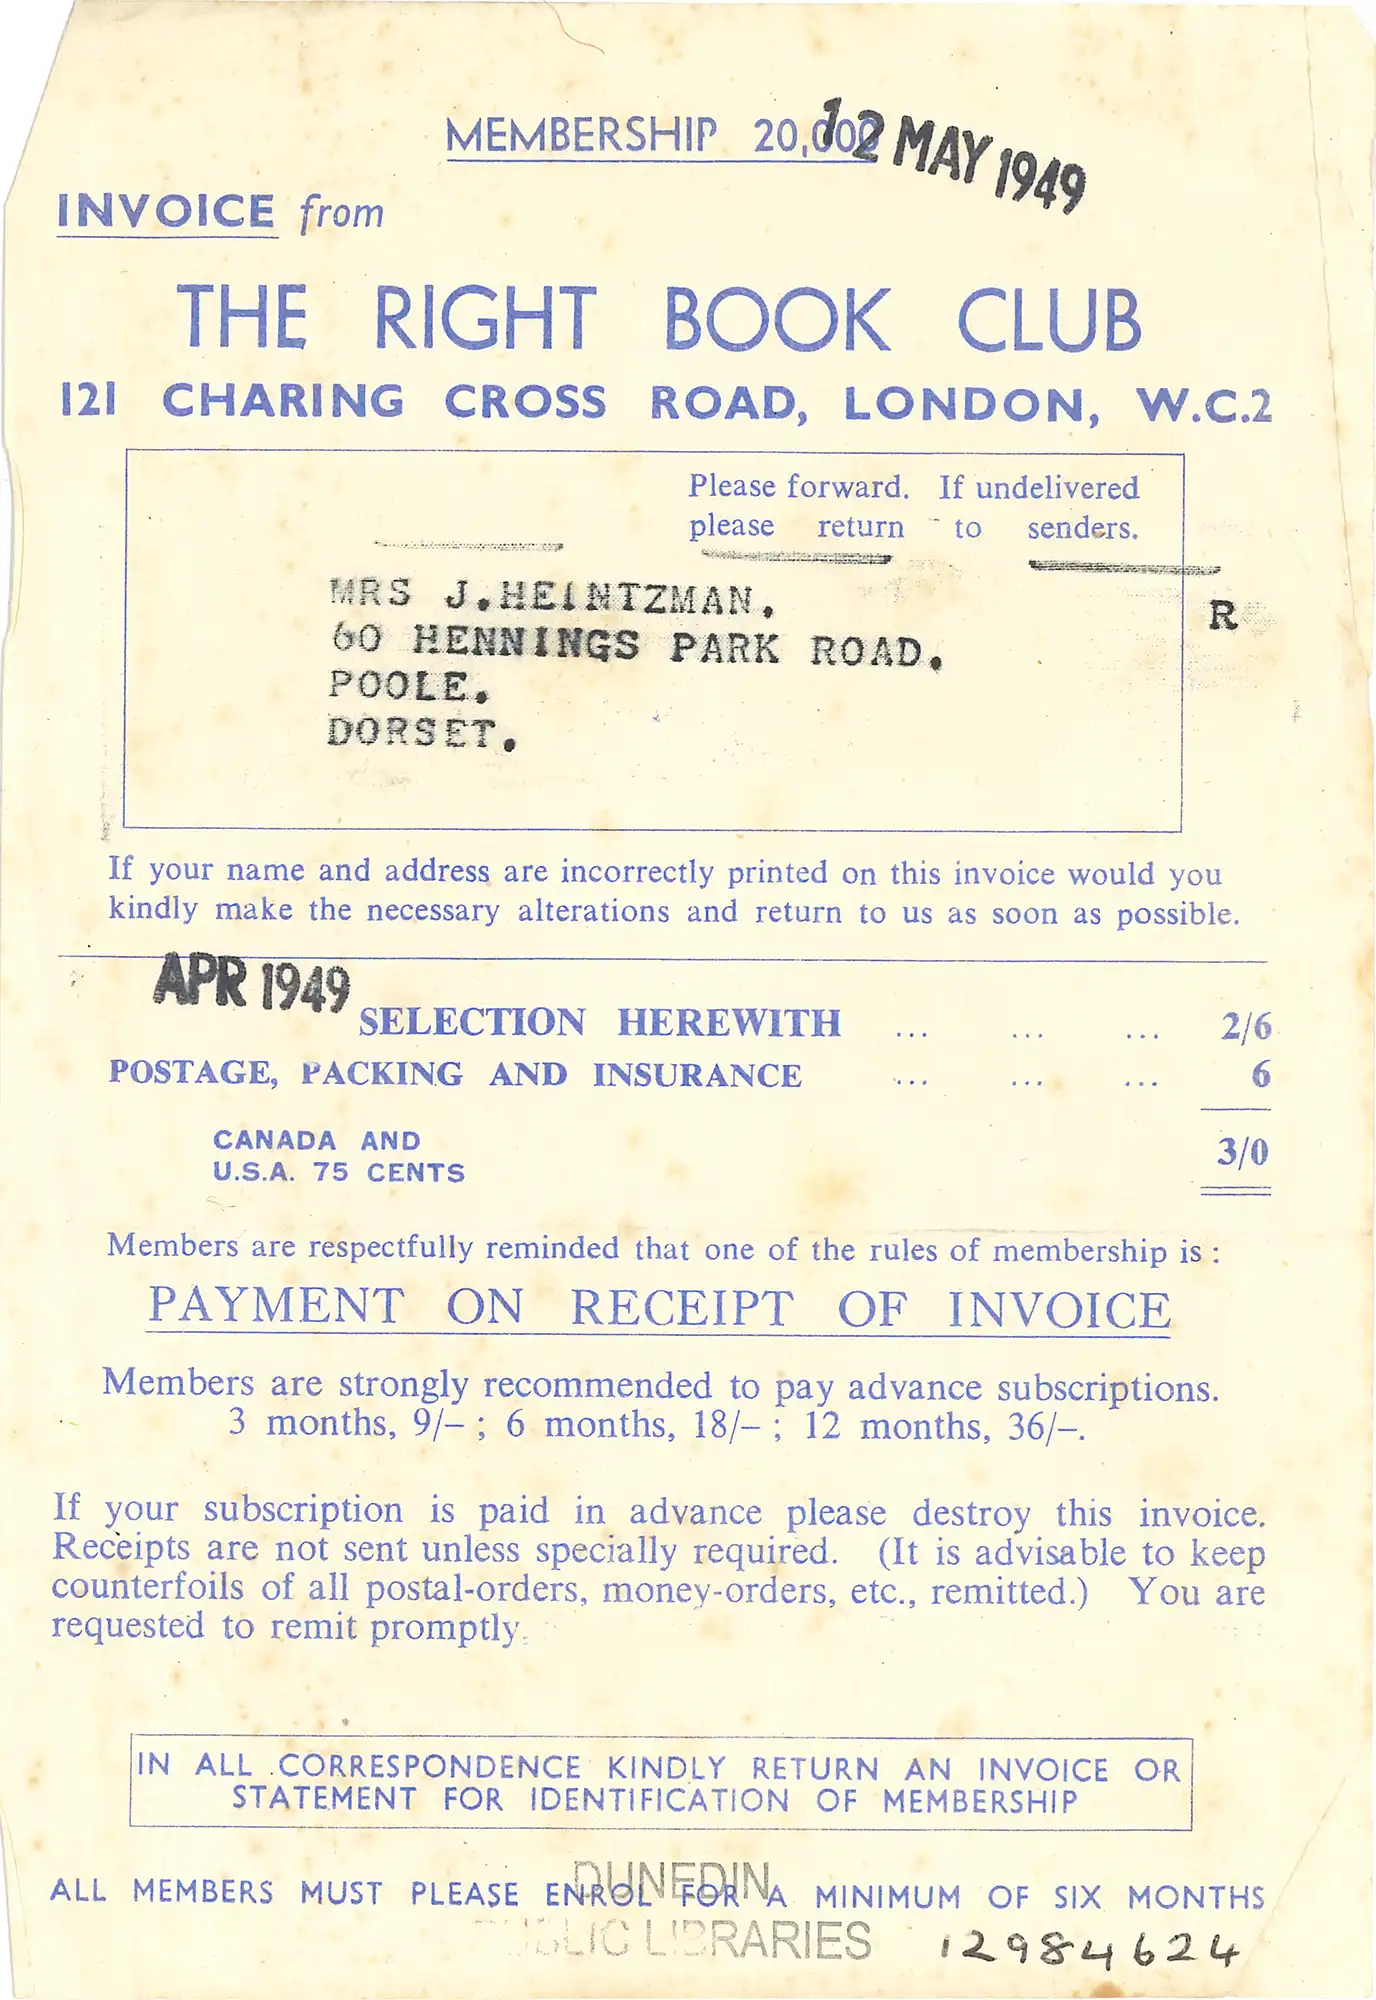 MEMBERSHIP 20,000
12 MAY 1949
INVOICE from
THE RIGHT BOOK CLUB
121 CHARING CROSS ROAD, LONDON, W.C.2
Please forward. If undelivered
please return to senders.
MRS J.HEINTZMAN.
60 HENNINGS PARK ROAD.
POOLE.
DORSET.
R
If your name and address are incorrectly printed on this invoice would you
kindly make the necessary alterations and return to us as soon as possible.
APR 1949
SELECTION HEREWITH ... ... ... 2/6
POSTAGE, PACKING AND INSURANCE ... ... ... 6
CANADA AND
U.S.A. 75 CENTS
3/0
Members are respectfully reminded that one of the rules of membership is :
PAYMENT ON RECEIPT OF INVOICE
Members are strongly recommended to pay advance subscriptions.
3 months, 9/– ; 6 months, 18/– ; 12 months, 36/–.
If your subscription is paid in advance please destroy this invoice.
Receipts are not sent unless specially required. (It is advisable to keep
counterfoils of all postal-orders, money-orders, etc., remitted.) You are
requested to remit promptly.
IN ALL CORRESPONDENCE KINDLY RETURN AN INVOICE OR
STATEMENT FOR IDENTIFICATION OF MEMBERSHIP
ALL MEMBERS MUST PLEASE ENROL FOR A MINIMUM OF SIX MONTHS
DUNEDIN
PUBLIC LIBRARIES
12984624